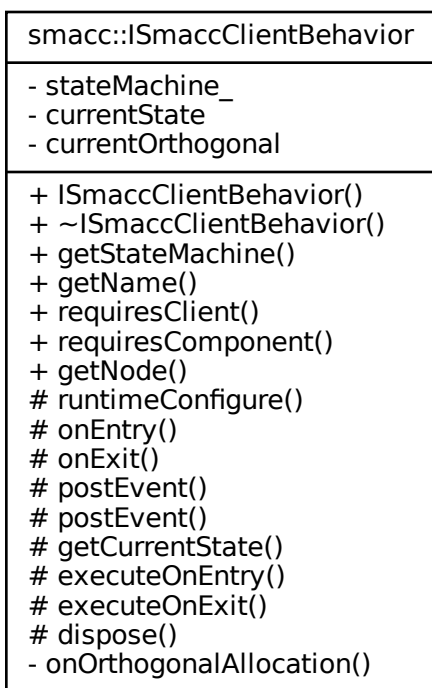 smacc::ISmaccClientBehavior
- stateMachine_
- currentState
- currentOrthogonal
+ ISmaccClientBehavior()
+ ~ISmaccClientBehavior()
+ getStateMachine()
+ getName()
+ requiresClient()
+ requiresComponent()
+ getNode()
# runtimeConfigure()
# onEntry()
# onExit()
# postEvent()
# postEvent()
# getCurrentState()
# executeOnEntry()
# executeOnExit()
# dispose()
- onOrthogonalAllocation()